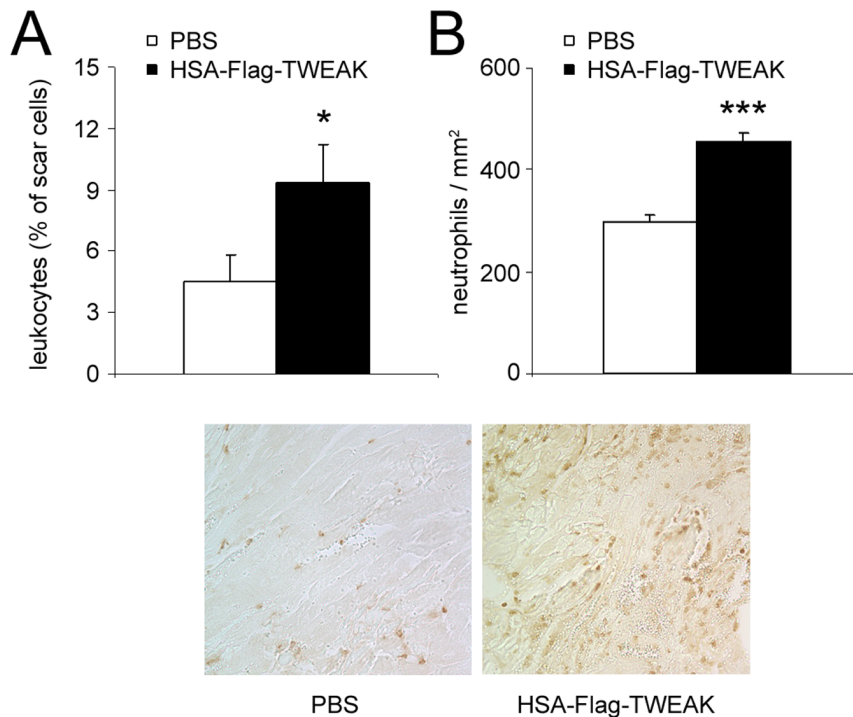 A
PBS
HSA-Flag-TWEAK
15
12
9
6
3
0
leukocytes (% of scar cells)
*
B
PBS
HSA-Flag-TWEAK
600
400
200
0
neutrophils / mm²
***
PBS
HSA-Flag-TWEAK